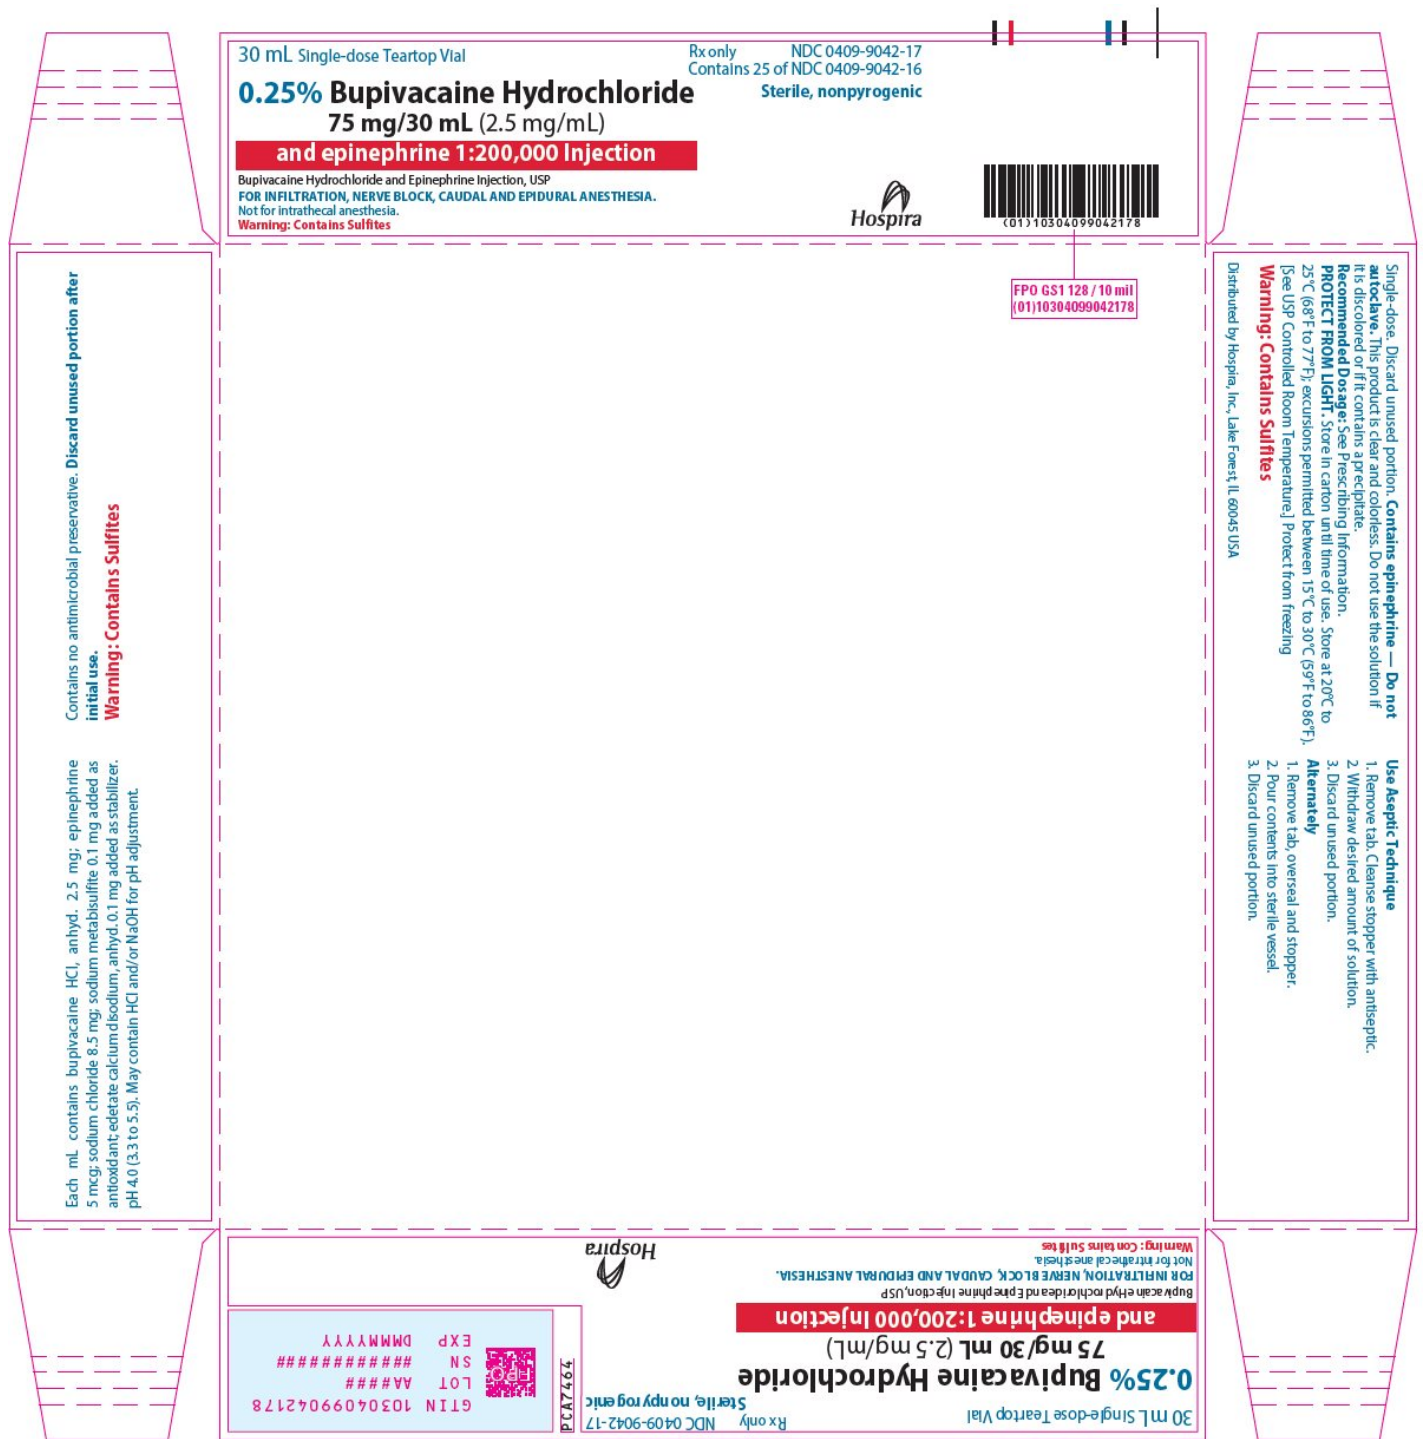 30 mL Single-dose Teartop Vial
Rx only NDC 0409-9042-17
Contains 25 of NDC 0409-9042-16
0.25% Bupivacaine Hydrochloride
Sterile, nonpyrogenic
75 mg/30 mL (2.5 mg/mL)
and epinephrine 1:200,000 Injection
Bupivacaine Hydrochloride and Epinephrine Injection, USP
FOR INFILTRATION, NERVE BLOCK, CAUDAL AND EPIDURAL ANESTHESIA.
Not for intrathecal anesthesia.
Warning: Contains Sulfites
Hospira
(01)10304099042178
FPO GS1 128 / 10 mil
(01)10304099042178
Contains no antimicrobial preservative. Discard unused portion after
initial use.
Warning: Contains Sulfites
Each mL contains bupivacaine HCl, anhyd. 2.5 mg; epinephrine
5 mcg; sodium chloride 8.5 mg; sodium metabisulfite 0.1 mg added as
antioxidant; edetate calcium disodium, anhyd. 0.1 mg added as stabilizer.
pH 4.0 (3.3 to 5.5). May contain HCl and/or NaOH for pH adjustment.
Single-dose. Discard unused portion. Contains epinephrine — Do not
autoclave. This product is clear and colorless. Do not use the solution if
it is discolored or if it contains a precipitate.
Recommended Dosage: See Prescribing Information.
PROTECT FROM LIGHT. Store in carton until time of use. Store at 20°C to
25°C (68°F to 77°F); excursions permitted between 15°C to 30°C (59°F to 86°F).
[See USP Controlled Room Temperature.] Protect from freezing
Warning: Contains Sulfites
Distributed by Hospira, Inc., Lake Forest, IL 60045 USA
Use Aseptic Technique
1. Remove tab. Cleanse stopper with antiseptic.
2. Withdraw desired amount of solution.
3. Discard unused portion.
Alternately
1. Remove tab, overseal and stopper.
2. Pour contents into sterile vessel.
3. Discard unused portion.
30 mL Single-dose Teartop Vial
Rx only NDC 0409-9042-17
0.25% Bupivacaine Hydrochloride
Sterile, nonpyrogenic
75 mg/30 mL (2.5 mg/mL)
and epinephrine 1:200,000 Injection
Bupivacaine Hydrochloride and Epinephrine Injection, USP
FOR INFILTRATION, NERVE BLOCK, CAUDAL AND EPIDURAL ANESTHESIA.
Not for intrathecal anesthesia.
Warning: Contains Sulfites
Hospira
PCA7464
FPO
GTIN 10304099042178
LOT AA####
SN ############
EXP DMMMYYYY